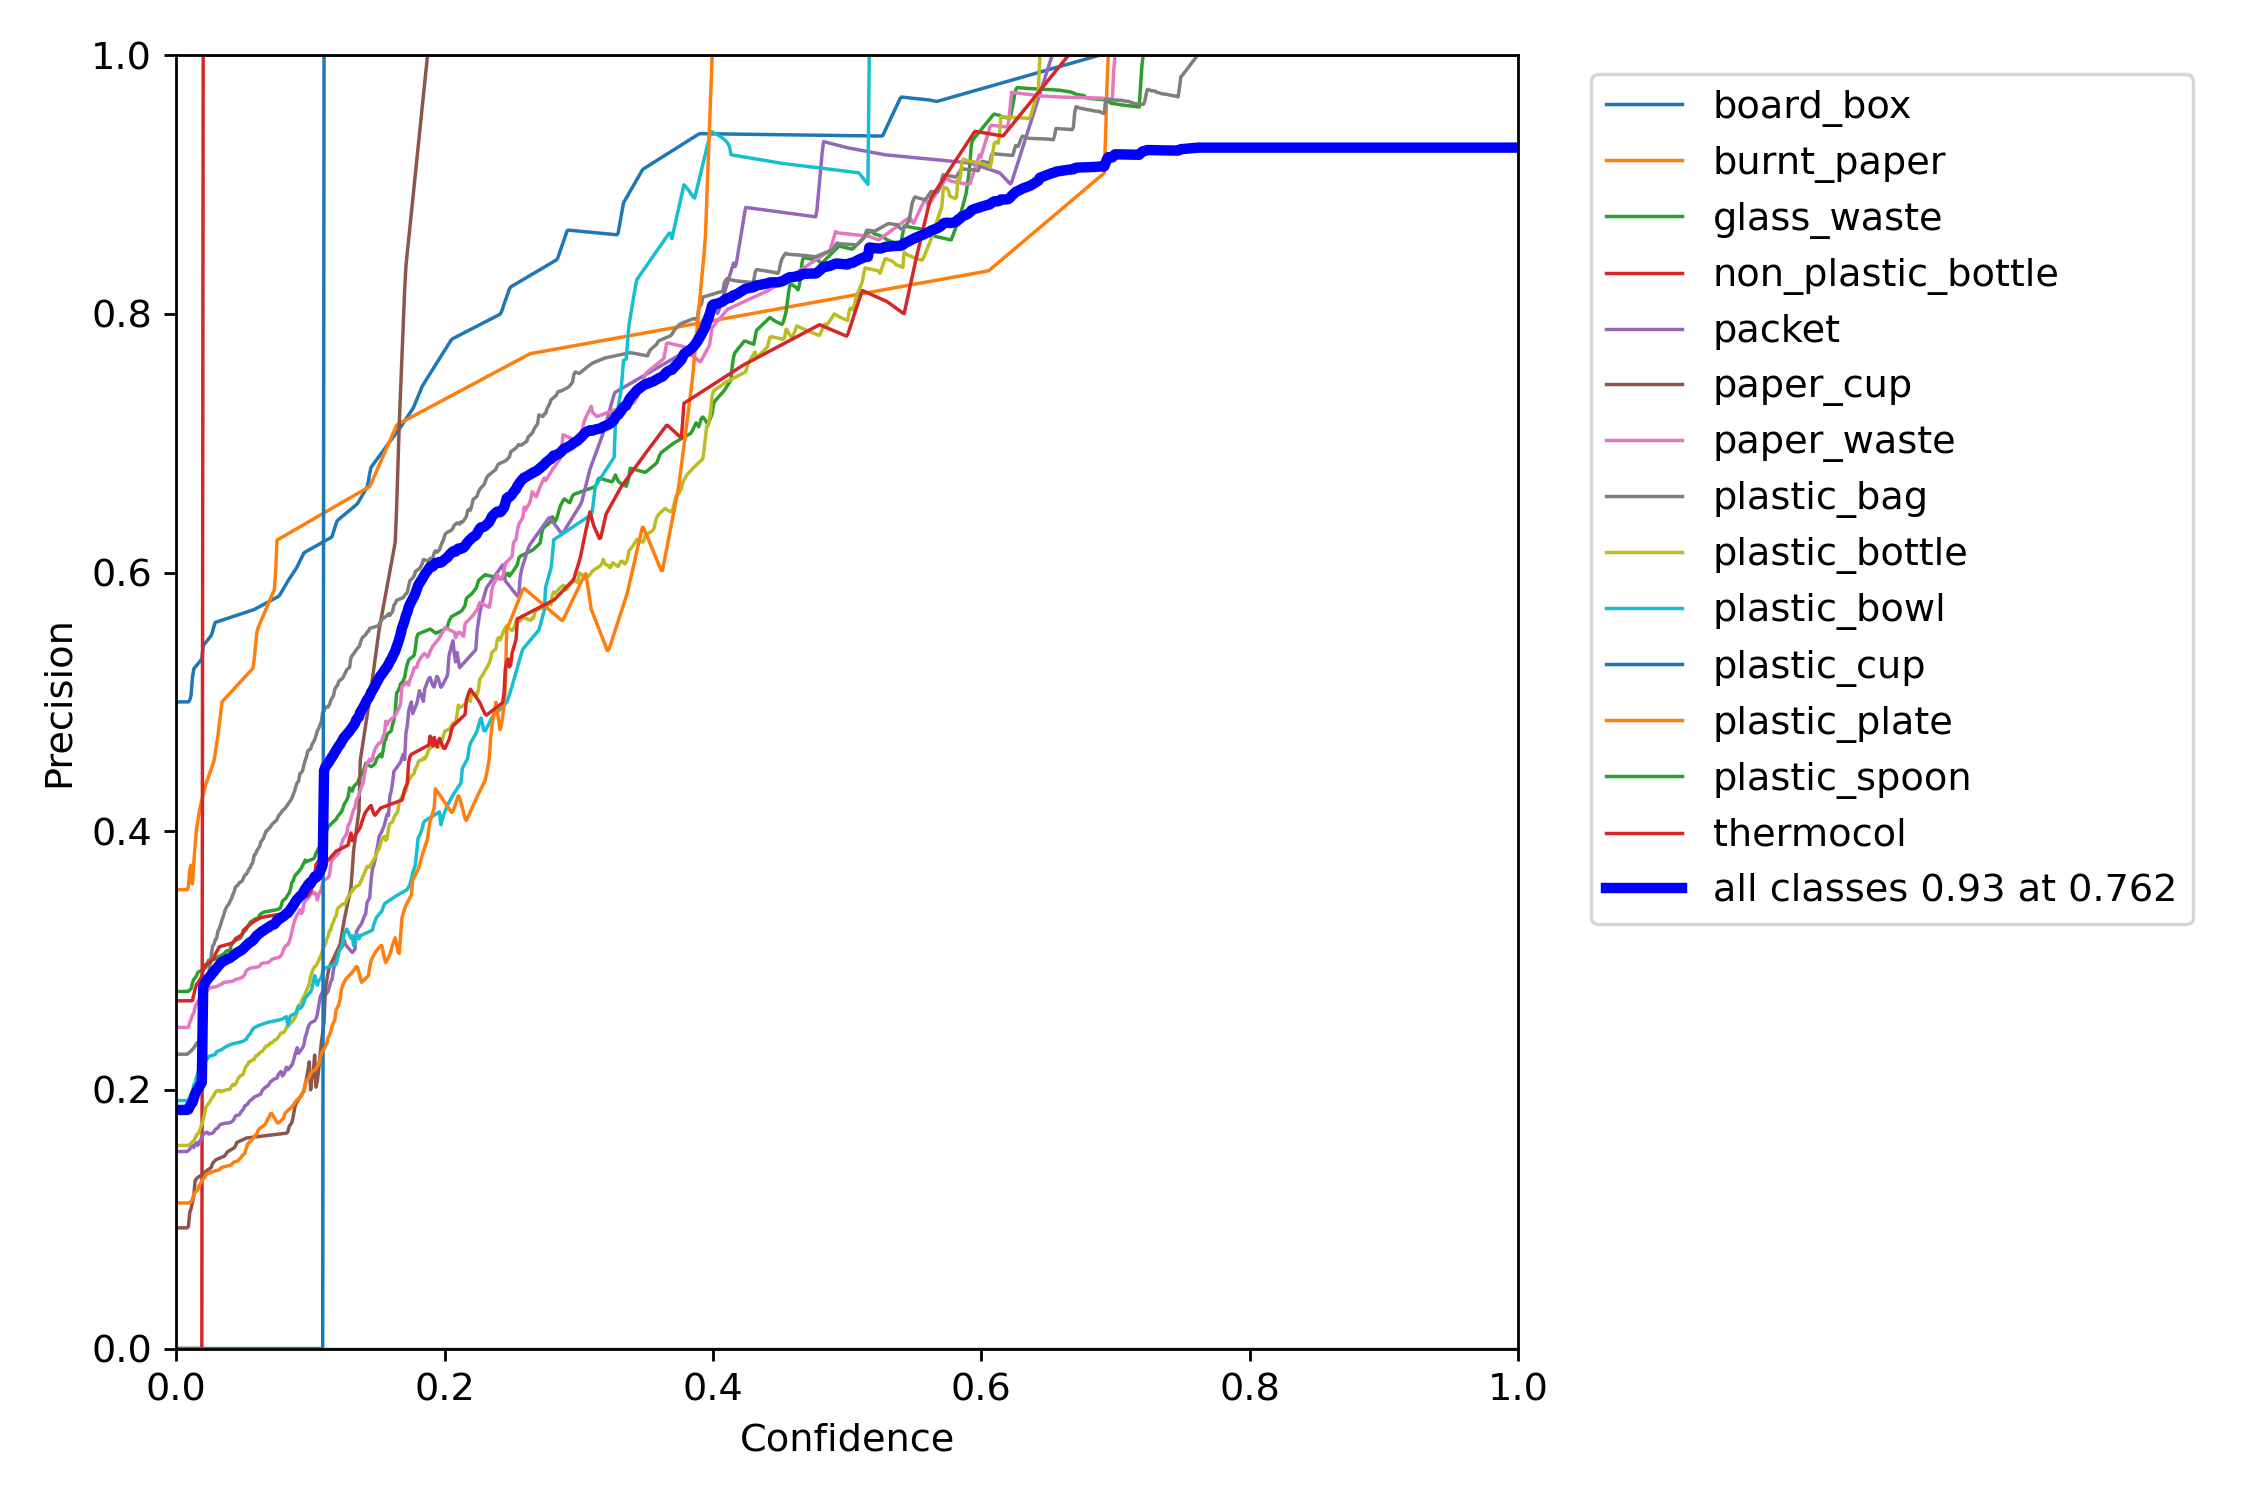 1.0
0.8
0.6
0.4
0.2
0.0
Precision
0.0 0.2 0.4 0.6 0.8 1.0
Confidence
board_box
burnt_paper
glass_waste
non_plastic_bottle
packet
paper_cup
paper_waste
plastic_bag
plastic_bottle
plastic_bowl
plastic_cup
plastic_plate
plastic_spoon
thermocol
all classes 0.93 at 0.762